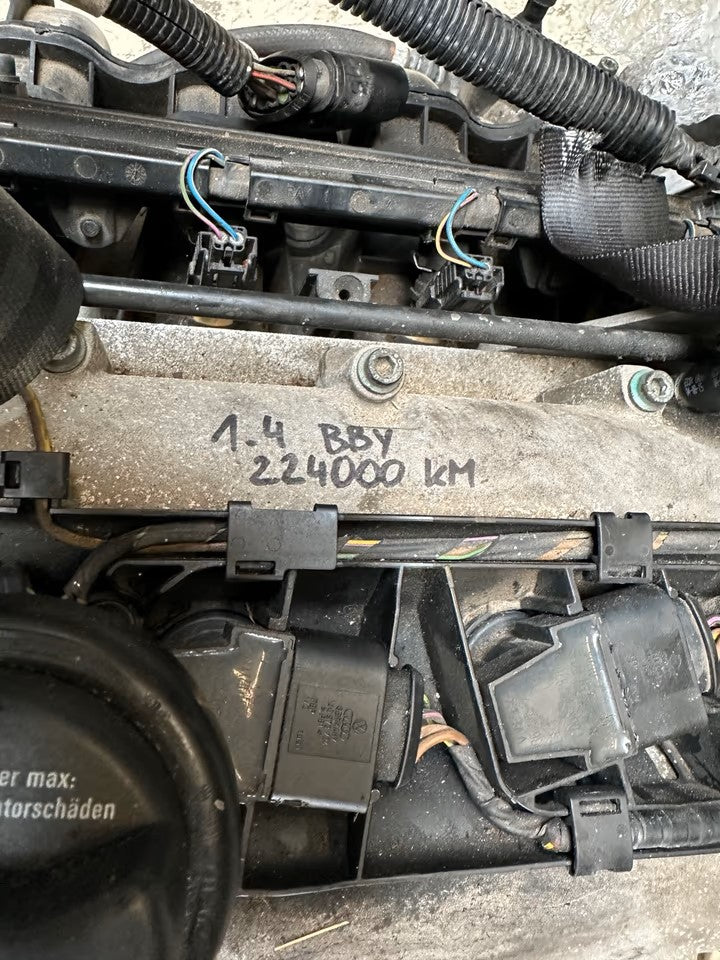 1.4 BBY
224000 KM
er max:
torschäden